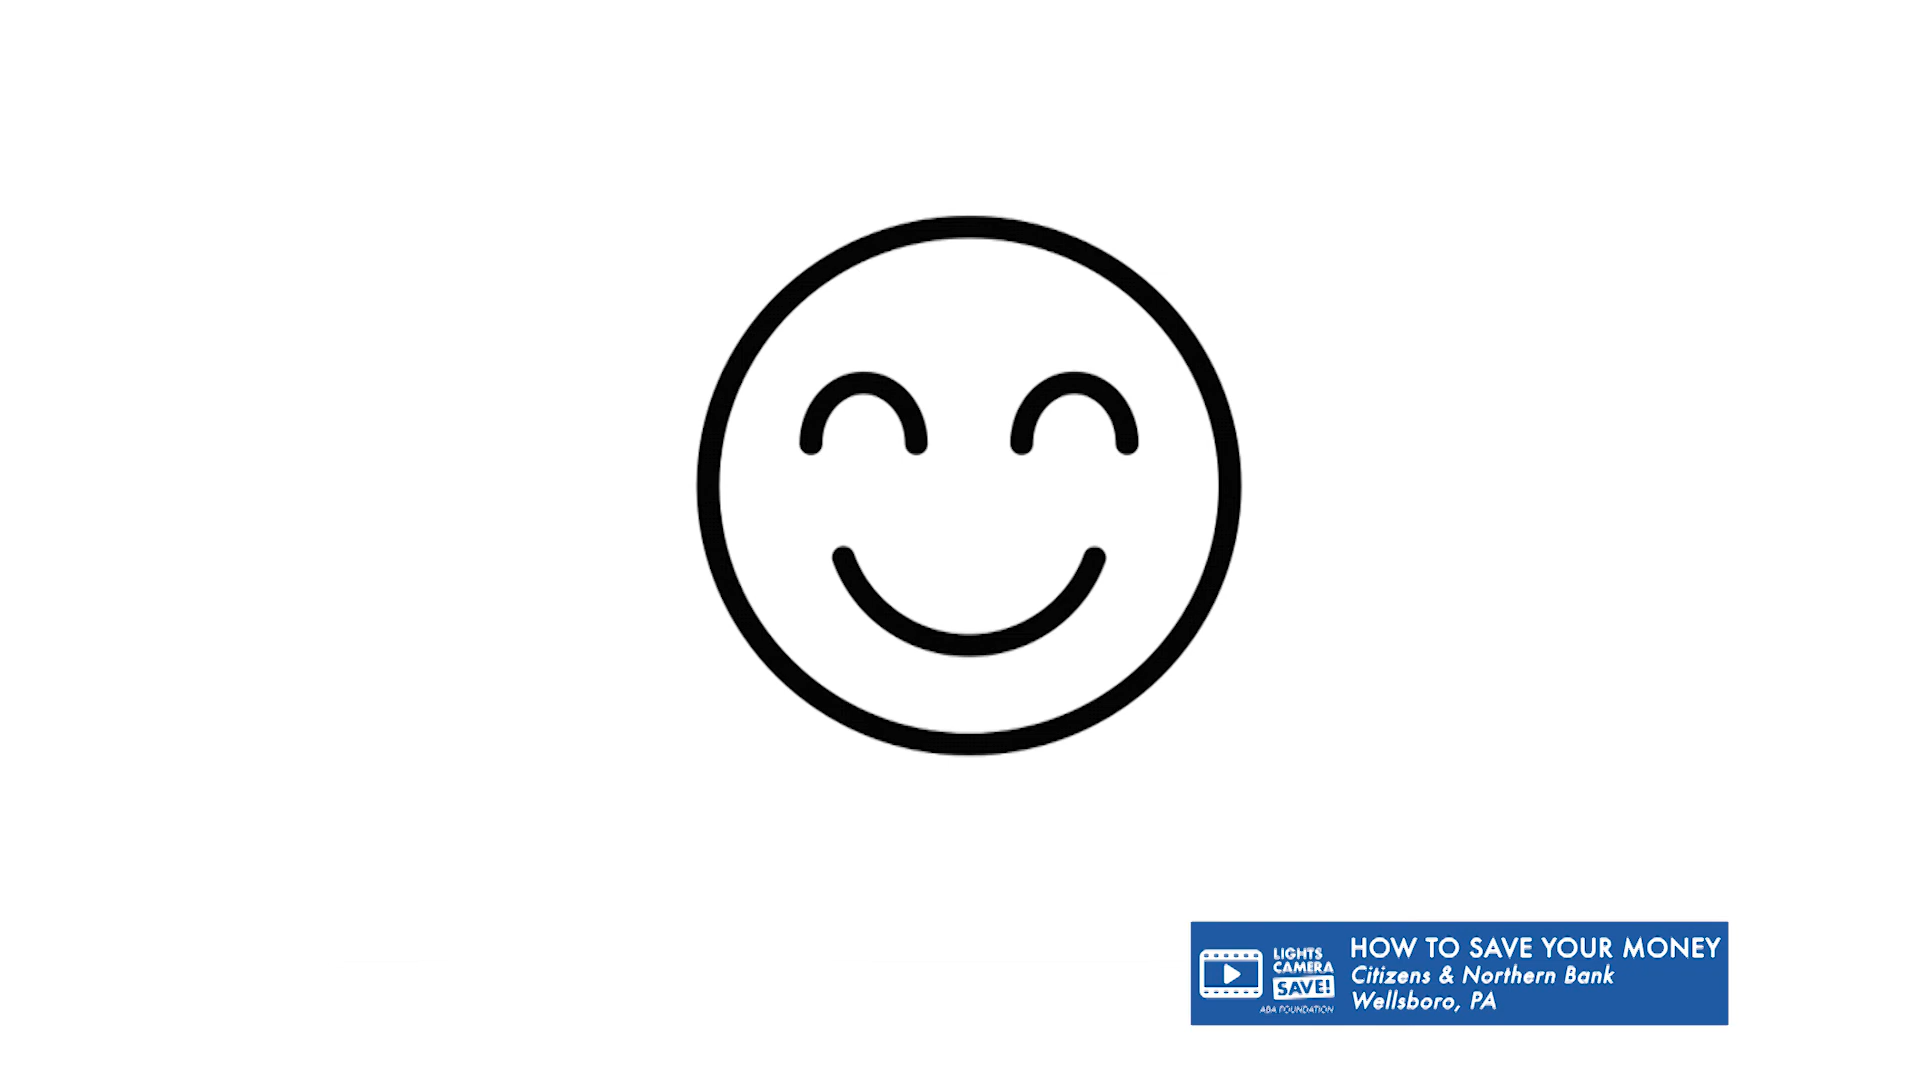 LIGHTS
CAMERA
SAVE!
ABA FOUNDATION
HOW TO SAVE YOUR MONEY
Citizens & Northern Bank
Wellsboro, PA